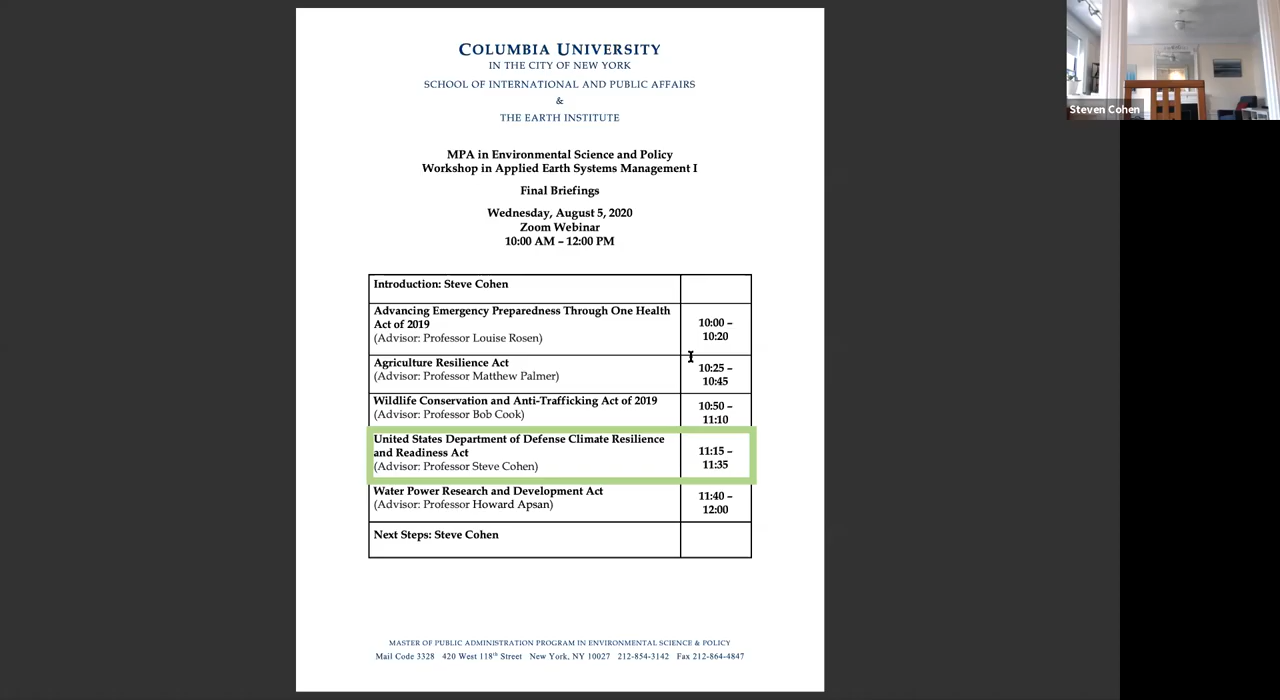 COLUMBIA UNIVERSITY
IN THE CITY OF NEW YORK
SCHOOL OF INTERNATIONAL AND PUBLIC AFFAIRS
&
THE EARTH INSTITUTE
MPA in Environmental Science and Policy
Workshop in Applied Earth Systems Management I
Final Briefings
Wednesday, August 5, 2020
Zoom Webinar
10:00 AM – 12:00 PM
Introduction: Steve Cohen
Advancing Emergency Preparedness Through One Health
Act of 2019
(Advisor: Professor Louise Rosen)
10:00 –
10:20
Agriculture Resilience Act
(Advisor: Professor Matthew Palmer)
10:25 –
10:45
Wildlife Conservation and Anti-Trafficking Act of 2019
(Advisor: Professor Bob Cook)
10:50 –
11:10
United States Department of Defense Climate Resilience
and Readiness Act
(Advisor: Professor Steve Cohen)
11:15 –
11:35
Water Power Research and Development Act
(Advisor: Professor Howard Apsan)
11:40 –
12:00
Next Steps: Steve Cohen
MASTER OF PUBLIC ADMINISTRATION PROGRAM IN ENVIRONMENTAL SCIENCE & POLICY
Mail Code 3328 420 West 118th Street New York, NY 10027 212-854-3142 Fax 212-864-4847
Steven Cohen